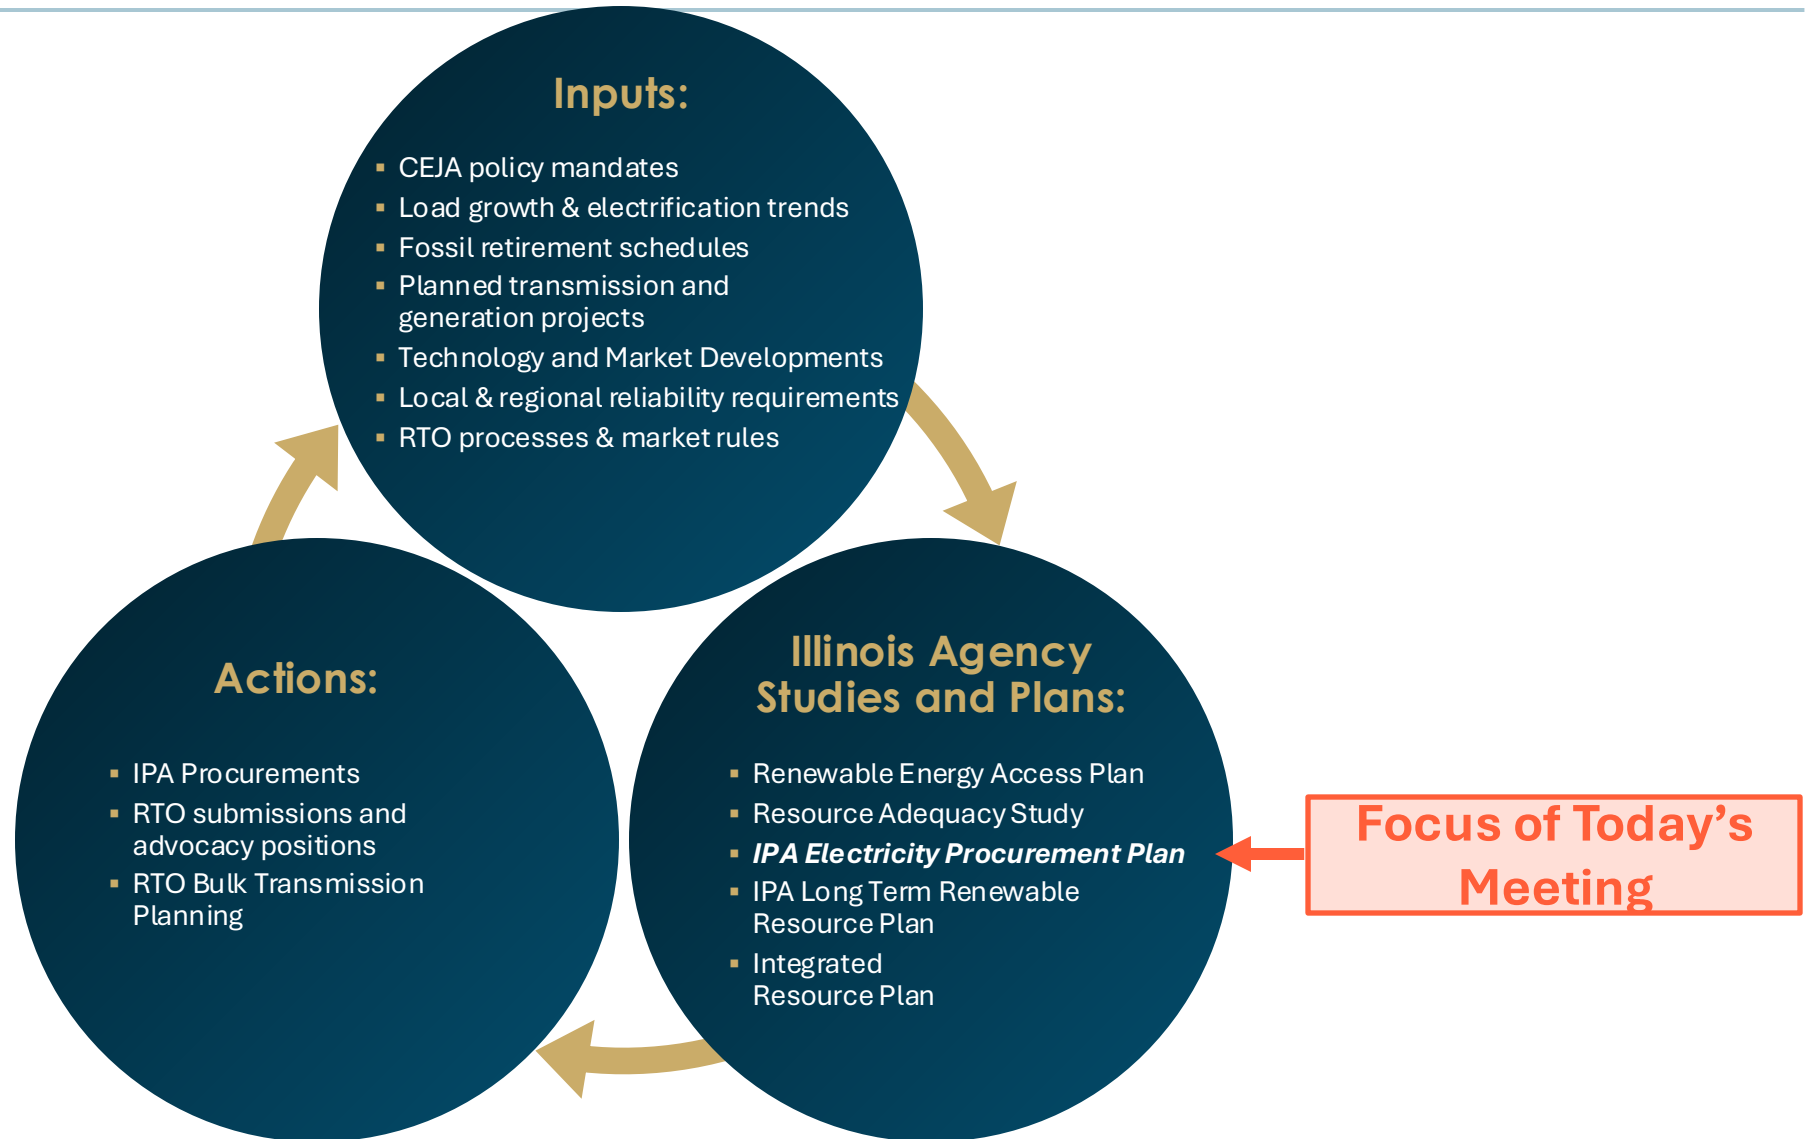 Inputs:
CEJA policy mandates
Load growth & electrification trends
Fossil retirement schedules
Planned transmission and
generation projects
Technology and Market Developments
Local & regional reliability requirements
RTO processes & market rules
Actions:
IPA Procurements
RTO submissions and
advocacy positions
RTO Bulk Transmission
Planning
Illinois Agency
Studies and Plans:
Renewable Energy Access Plan
Resource Adequacy Study
IPA Electricity Procurement Plan
IPA Long Term Renewable
Resource Plan
Integrated
Resource Plan
Focus of Today’s
Meeting